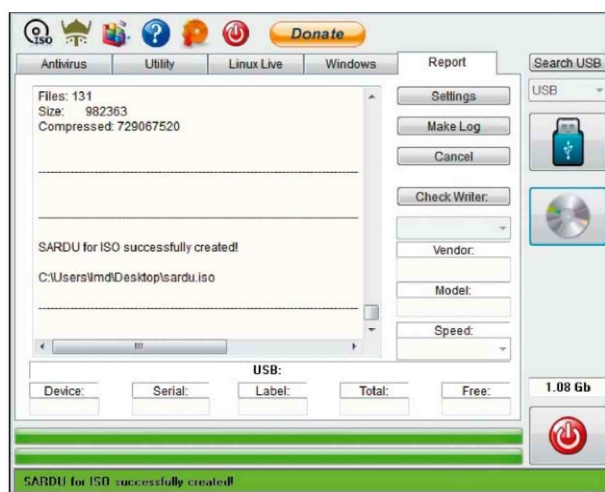 ISO
Donate
Antivirus
Utility
Linux Live
Windows
Report
Search USB
Files: 131
Size: 982363
Compressed: 729067520
Settings
Make Log
Cancel
Check Writer:
USB
SARDU for ISO successfully created!
C:\Users\lmd\Desktop\sardu.iso
Vendor:
Model:
Speed:
USB:
Device:
Serial:
Label:
Total:
Free:
1.08 Gb
SARDU for ISO successfully created!